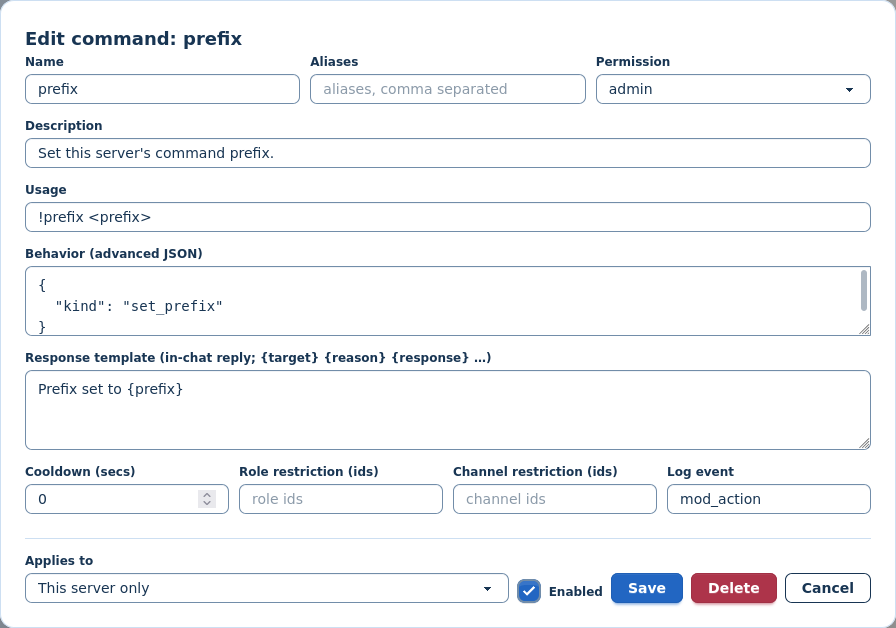 Edit command: prefix
Name Aliases Permission
prefix aliases, comma separated admin
Description
Set this server's command prefix.
Usage
!prefix <prefix>
Behavior (advanced JSON)
{
  "kind": "set_prefix"
}
Response template (in-chat reply; {target} {reason} {response} …)
Prefix set to {prefix}
Cooldown (secs) Role restriction (ids) Channel restriction (ids) Log event
0 role ids channel ids mod_action
Applies to
This server only Enabled Save Delete Cancel